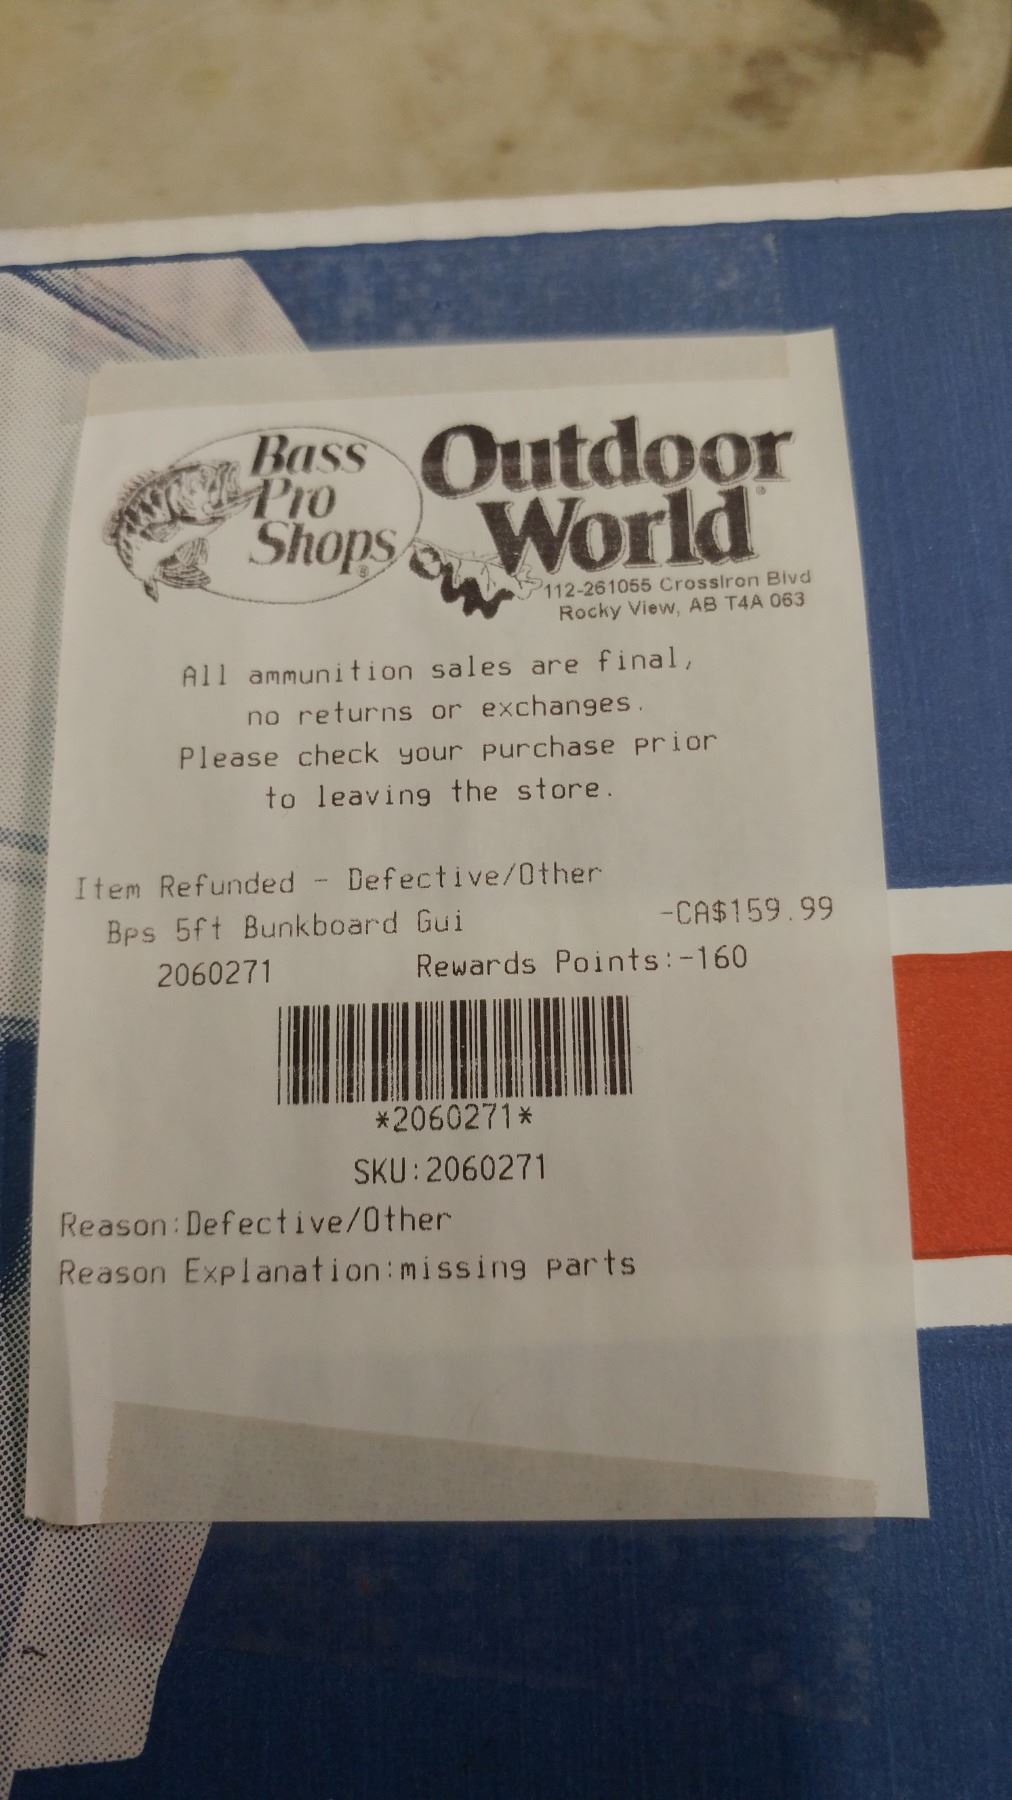 Bass
Pro
Shops®
Outdoor
World®
112-261055 CrossIron Blvd
Rocky View, AB T4A 063
All ammunition sales are final,
no returns or exchanges.
Please check your purchase prior
to leaving the store.
Item Refunded - Defective/Other
Bps 5ft Bunkboard Gui -CA$159.99
2060271 Rewards Points:-160
*2060271*
SKU:2060271
Reason:Defective/Other
Reason Explanation:missing parts